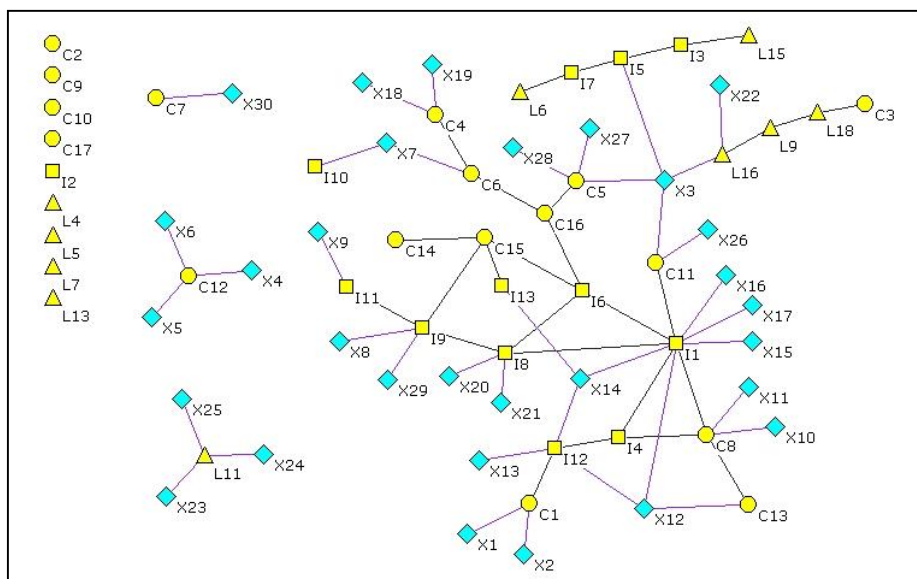 C2
C9
C10
C17
I2
L4
L5
L7
L13
C7
X30
X18
X19
C4
L6
I7
I5
I3
L15
X22
L16
L9
L18
C3
I10
X7
C6
X28
X27
C5
X3
C16
X6
C12
X4
X5
X9
C14
C15
I11
I13
I6
C11
X26
X16
X17
X15
I1
X8
I9
X29
I8
X20
X21
X14
X25
L11
X24
X23
X13
I12
I4
C8
X11
X10
C1
X1
X2
X12
C13